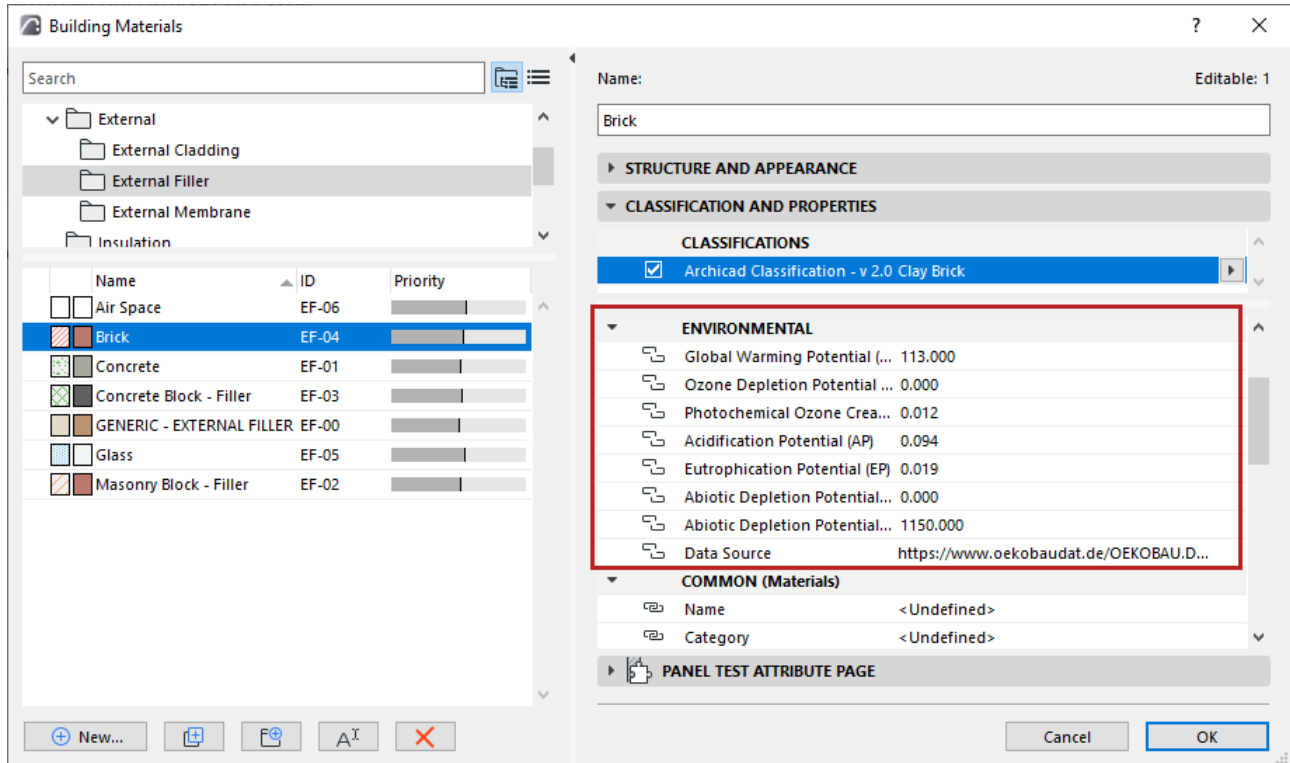 Building Materials
?
Search
External
External Cladding
External Filler
External Membrane
Insulation
Name ID Priority
Air Space EF-06
Brick EF-04
Concrete EF-01
Concrete Block - Filler EF-03
GENERIC - EXTERNAL FILLER EF-00
Glass EF-05
Masonry Block - Filler EF-02
New...
Name: Editable: 1
Brick
STRUCTURE AND APPEARANCE
CLASSIFICATION AND PROPERTIES
CLASSIFICATIONS
Archicad Classification - v 2.0 Clay Brick
ENVIRONMENTAL
Global Warming Potential (... 113.000
Ozone Depletion Potential ... 0.000
Photochemical Ozone Crea... 0.012
Acidification Potential (AP) 0.094
Eutrophication Potential (EP) 0.019
Abiotic Depletion Potential... 0.000
Abiotic Depletion Potential... 1150.000
Data Source https://www.oekobaudat.de/OEKOBAU.D...
COMMON (Materials)
Name <Undefined>
Category <Undefined>
PANEL TEST ATTRIBUTE PAGE
Cancel OK